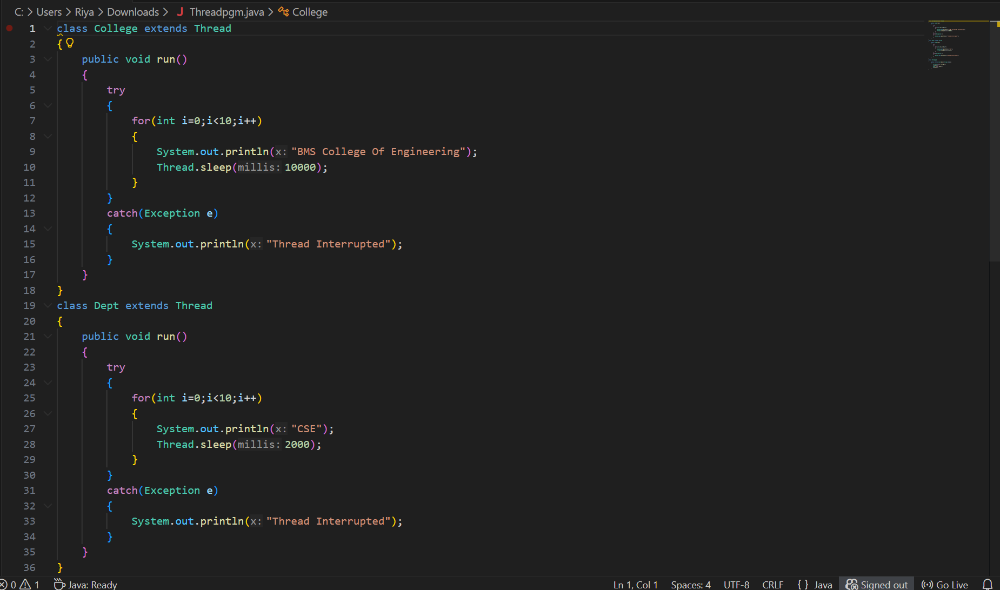 C: > Users > Riya > Downloads > J Threadpgm.java > College
1 class College extends Thread
2 {
3     public void run()
4     {
5         try
6         {
7             for(int i=0;i<10;i++)
8             {
9                 System.out.println(x: "BMS College Of Engineering");
10                 Thread.sleep(millis: 10000);
11             }
12         }
13         catch(Exception e)
14         {
15             System.out.println(x: "Thread Interrupted");
16         }
17     }
18 }
19 class Dept extends Thread
20 {
21     public void run()
22     {
23         try
24         {
25             for(int i=0;i<10;i++)
26             {
27                 System.out.println(x: "CSE");
28                 Thread.sleep(millis: 2000);
29             }
30         }
31         catch(Exception e)
32         {
33             System.out.println(x: "Thread Interrupted");
34         }
35     }
36 }
0 1 Java: Ready Ln 1, Col 1 Spaces: 4 UTF-8 CRLF { } Java Signed out Go Live